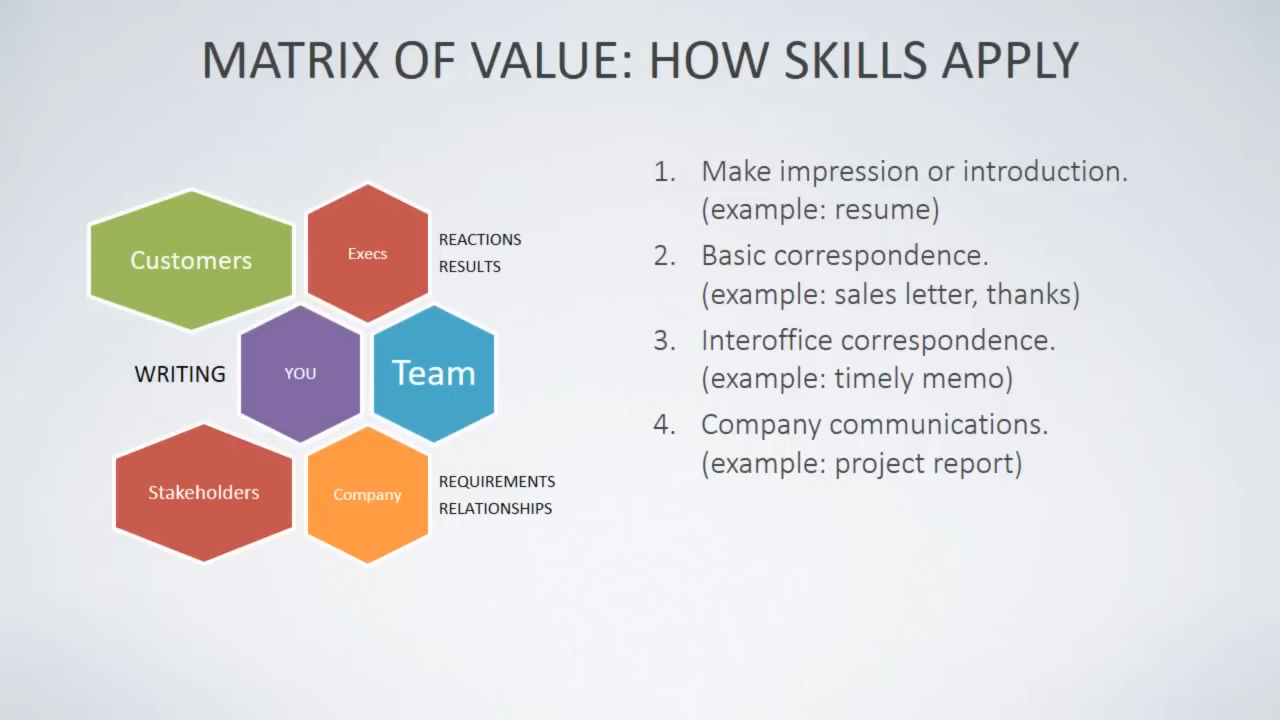 MATRIX OF VALUE: HOW SKILLS APPLY
Customers
Execs
REACTIONS
RESULTS
WRITING
YOU
Team
Stakeholders
Company
REQUIREMENTS
RELATIONSHIPS
1. Make impression or introduction.
(example: resume)
2. Basic correspondence.
(example: sales letter, thanks)
3. Interoffice correspondence.
(example: timely memo)
4. Company communications.
(example: project report)